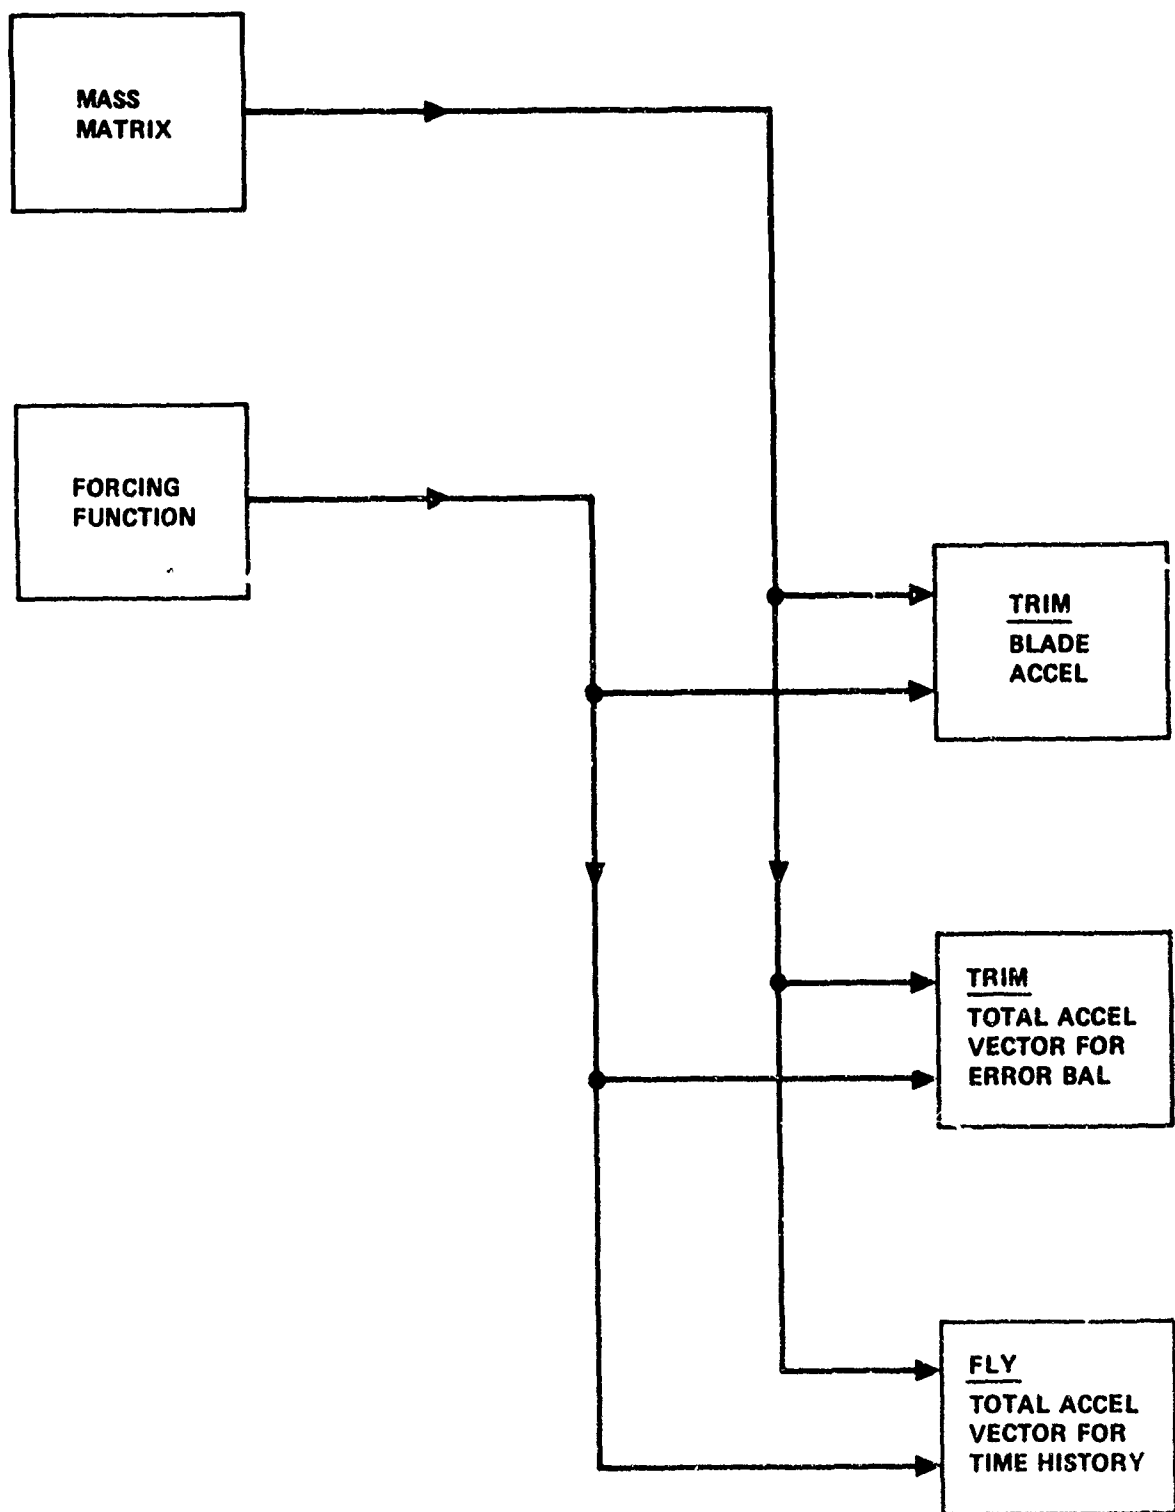 MASS
MATRIX
FORCING
FUNCTION
TRIM
BLADE
ACCEL
TRIM
TOTAL ACCEL
VECTOR FOR
ERROR BAL
FLY
TOTAL ACCEL
VECTOR FOR
TIME HISTORY